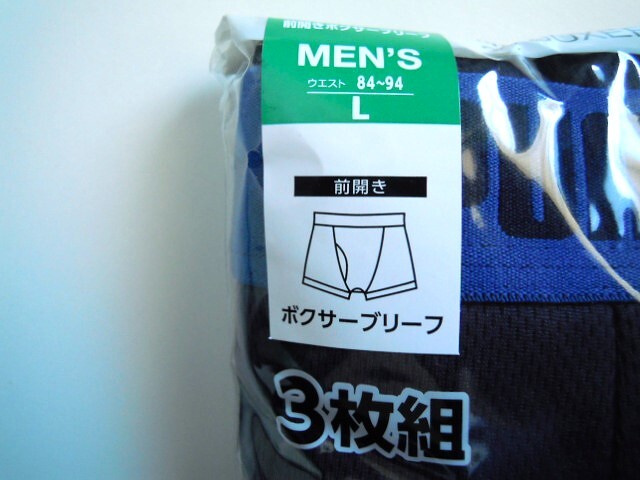 前開きボクサーブリーフ
MEN'S
ウエスト 84~94
L
前開き
ボクサーブリーフ
3枚組